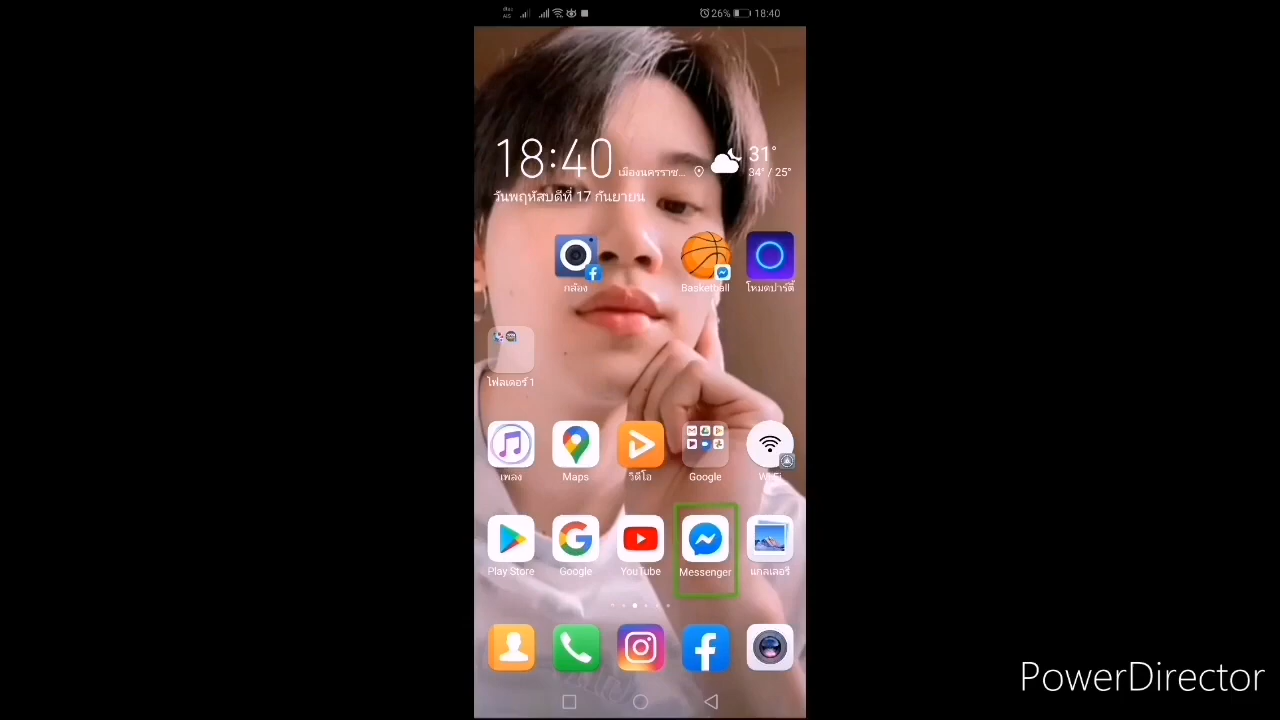 dtac
AIS
26%
18:40
18:40
เมืองนครราช...
31°
34° / 25°
วันพฤหัสบดีที่ 17 กันยายน
กล้อง
Basketball
โหมดปาร์ตี้
โฟลเดอร์ 1
เพลง
Maps
วิดีโอ
Google
Wi-Fi
Play Store
Google
YouTube
Messenger
แกลเลอรี
PowerDirector